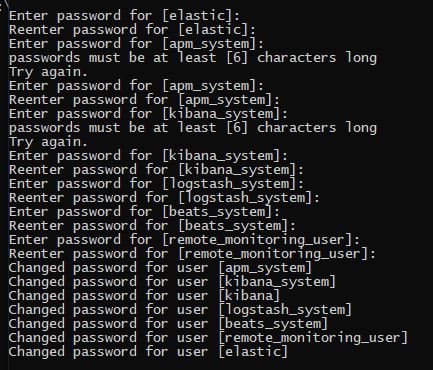 Enter password for [elastic]:
Reenter password for [elastic]:
Enter password for [apm_system]:
passwords must be at least [6] characters long
Try again.
Enter password for [apm_system]:
Reenter password for [apm_system]:
Enter password for [kibana_system]:
passwords must be at least [6] characters long
Try again.
Enter password for [kibana_system]:
Reenter password for [kibana_system]:
Enter password for [logstash_system]:
Reenter password for [logstash_system]:
Enter password for [beats_system]:
Reenter password for [beats_system]:
Enter password for [remote_monitoring_user]:
Reenter password for [remote_monitoring_user]:
Changed password for user [apm_system]
Changed password for user [kibana_system]
Changed password for user [kibana]
Changed password for user [logstash_system]
Changed password for user [beats_system]
Changed password for user [remote_monitoring_user]
Changed password for user [elastic]